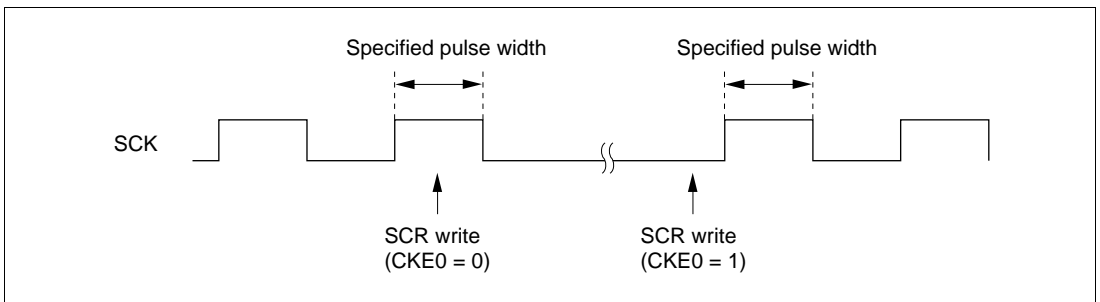 Specified pulse width
Specified pulse width
SCK
SCR write
(CKE0 = 0)
SCR write
(CKE0 = 1)